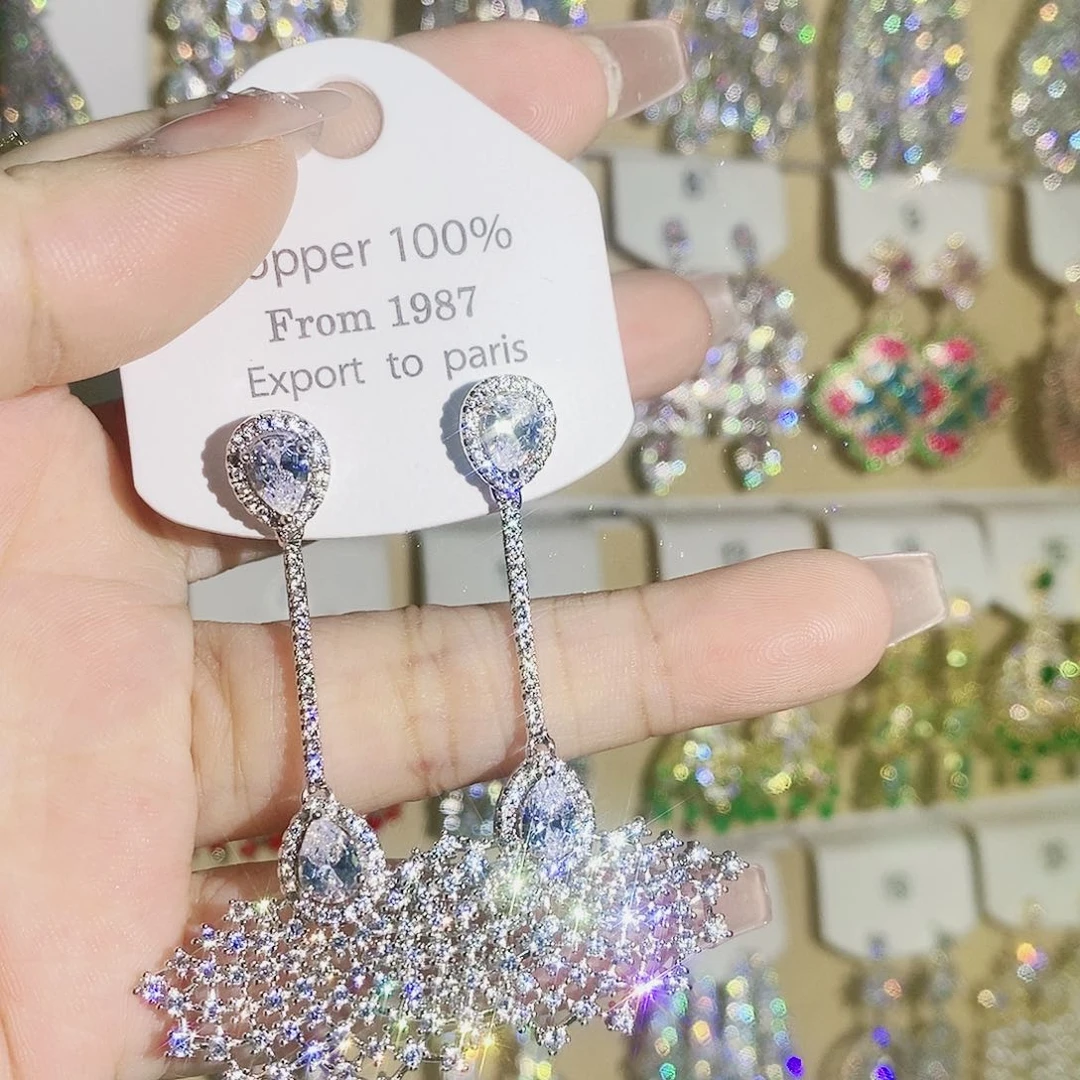 opper 100%
From 1987
Export to paris